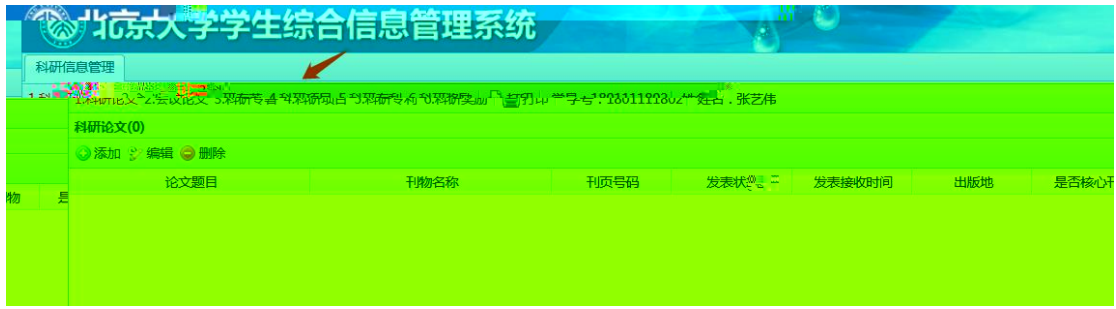 北京大学学生综合信息管理系统
科研信息管理
1.科研论文 2.会议论文 3.科研专著 4.科研项目 5.科研专利 6.科研奖励 打印 学号：1801111802 姓名：张艺伟
科研论文(0)
添加 编辑 删除
论文题目 刊物名称 刊页号码 发表状 发表接收时间 出版地 是否核心刊
物 是